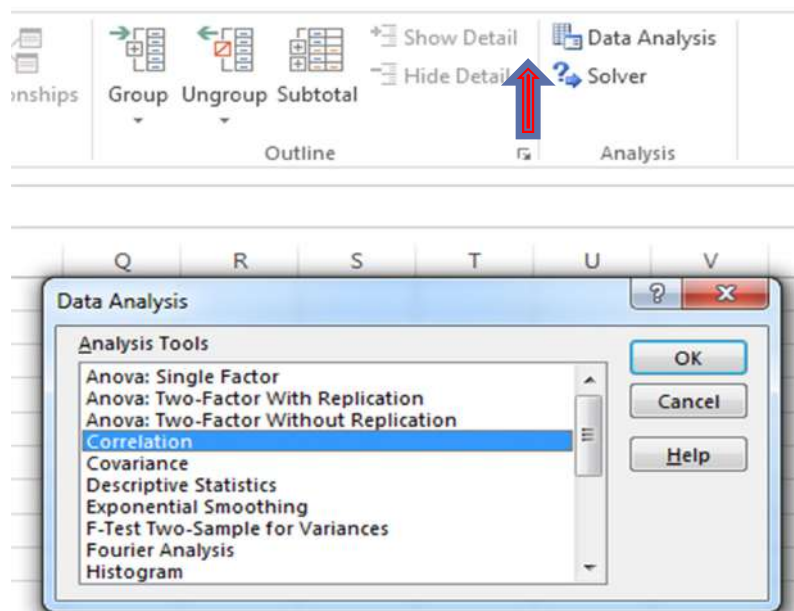 Show Detail
Data Analysis
Hide Detail
Solver
onships
Group
Ungroup
Subtotal
Outline
Analysis
Q R S T U V
Data Analysis
Analysis Tools
Anova: Single Factor
Anova: Two-Factor With Replication
Anova: Two-Factor Without Replication
Correlation
Covariance
Descriptive Statistics
Exponential Smoothing
F-Test Two-Sample for Variances
Fourier Analysis
Histogram
OK
Cancel
Help